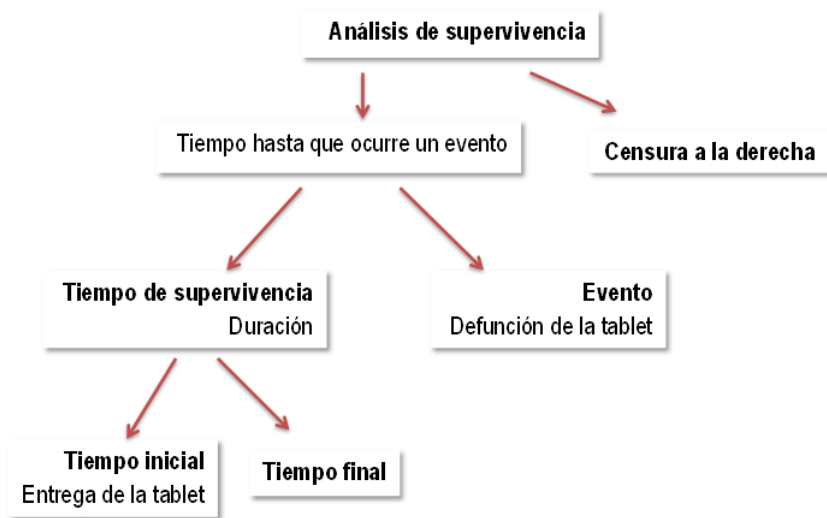 Análisis de supervivencia
Tiempo hasta que ocurre un evento
Censura a la derecha
Tiempo de supervivencia
Duración
Evento
Defunción de la tablet
Tiempo inicial
Entrega de la tablet
Tiempo final